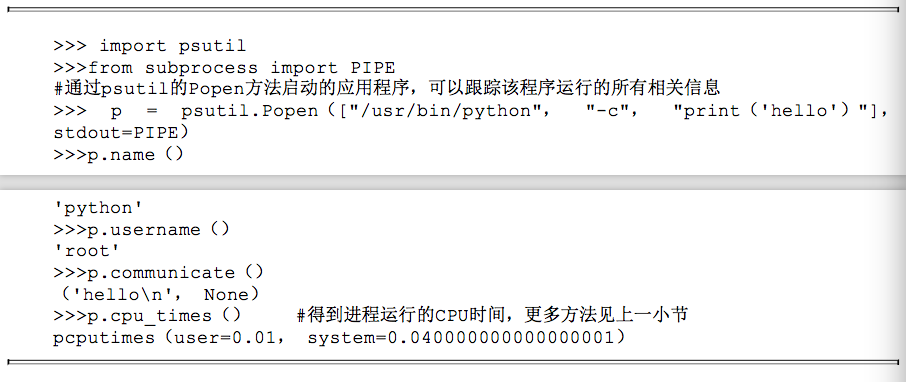 >>> import psutil
>>>from subprocess import PIPE
#通过psutil的Popen方法启动的应用程序，可以跟踪该程序运行的所有相关信息
>>> p = psutil.Popen（["/usr/bin/python"， "-c"， "print（'hello'）"]，
stdout=PIPE）
>>>p.name（）
'python'
>>>p.username（）
'root'
>>>p.communicate（）
（'hello\n'， None）
>>>p.cpu_times（） #得到进程运行的CPU时间，更多方法见上一小节
pcputimes（user=0.01， system=0.040000000000000001）